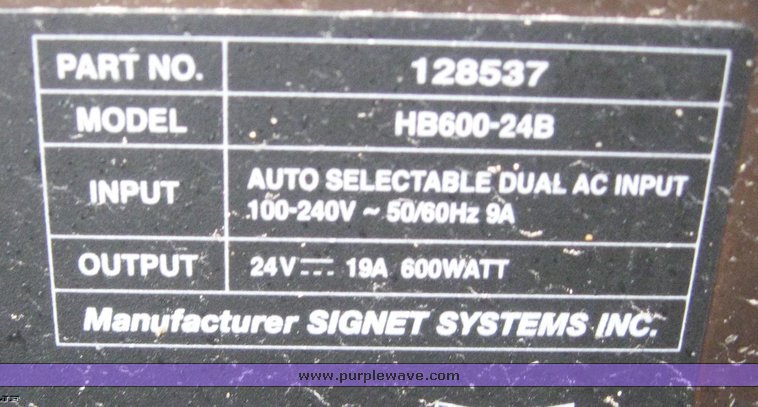 PART NO. 128537
MODEL HB600-24B
INPUT AUTO SELECTABLE DUAL AC INPUT
100-240V ~ 50/60Hz 9A
OUTPUT 24V⎓ 19A 600WATT
Manufacturer SIGNET SYSTEMS INC.
www.purplewave.com